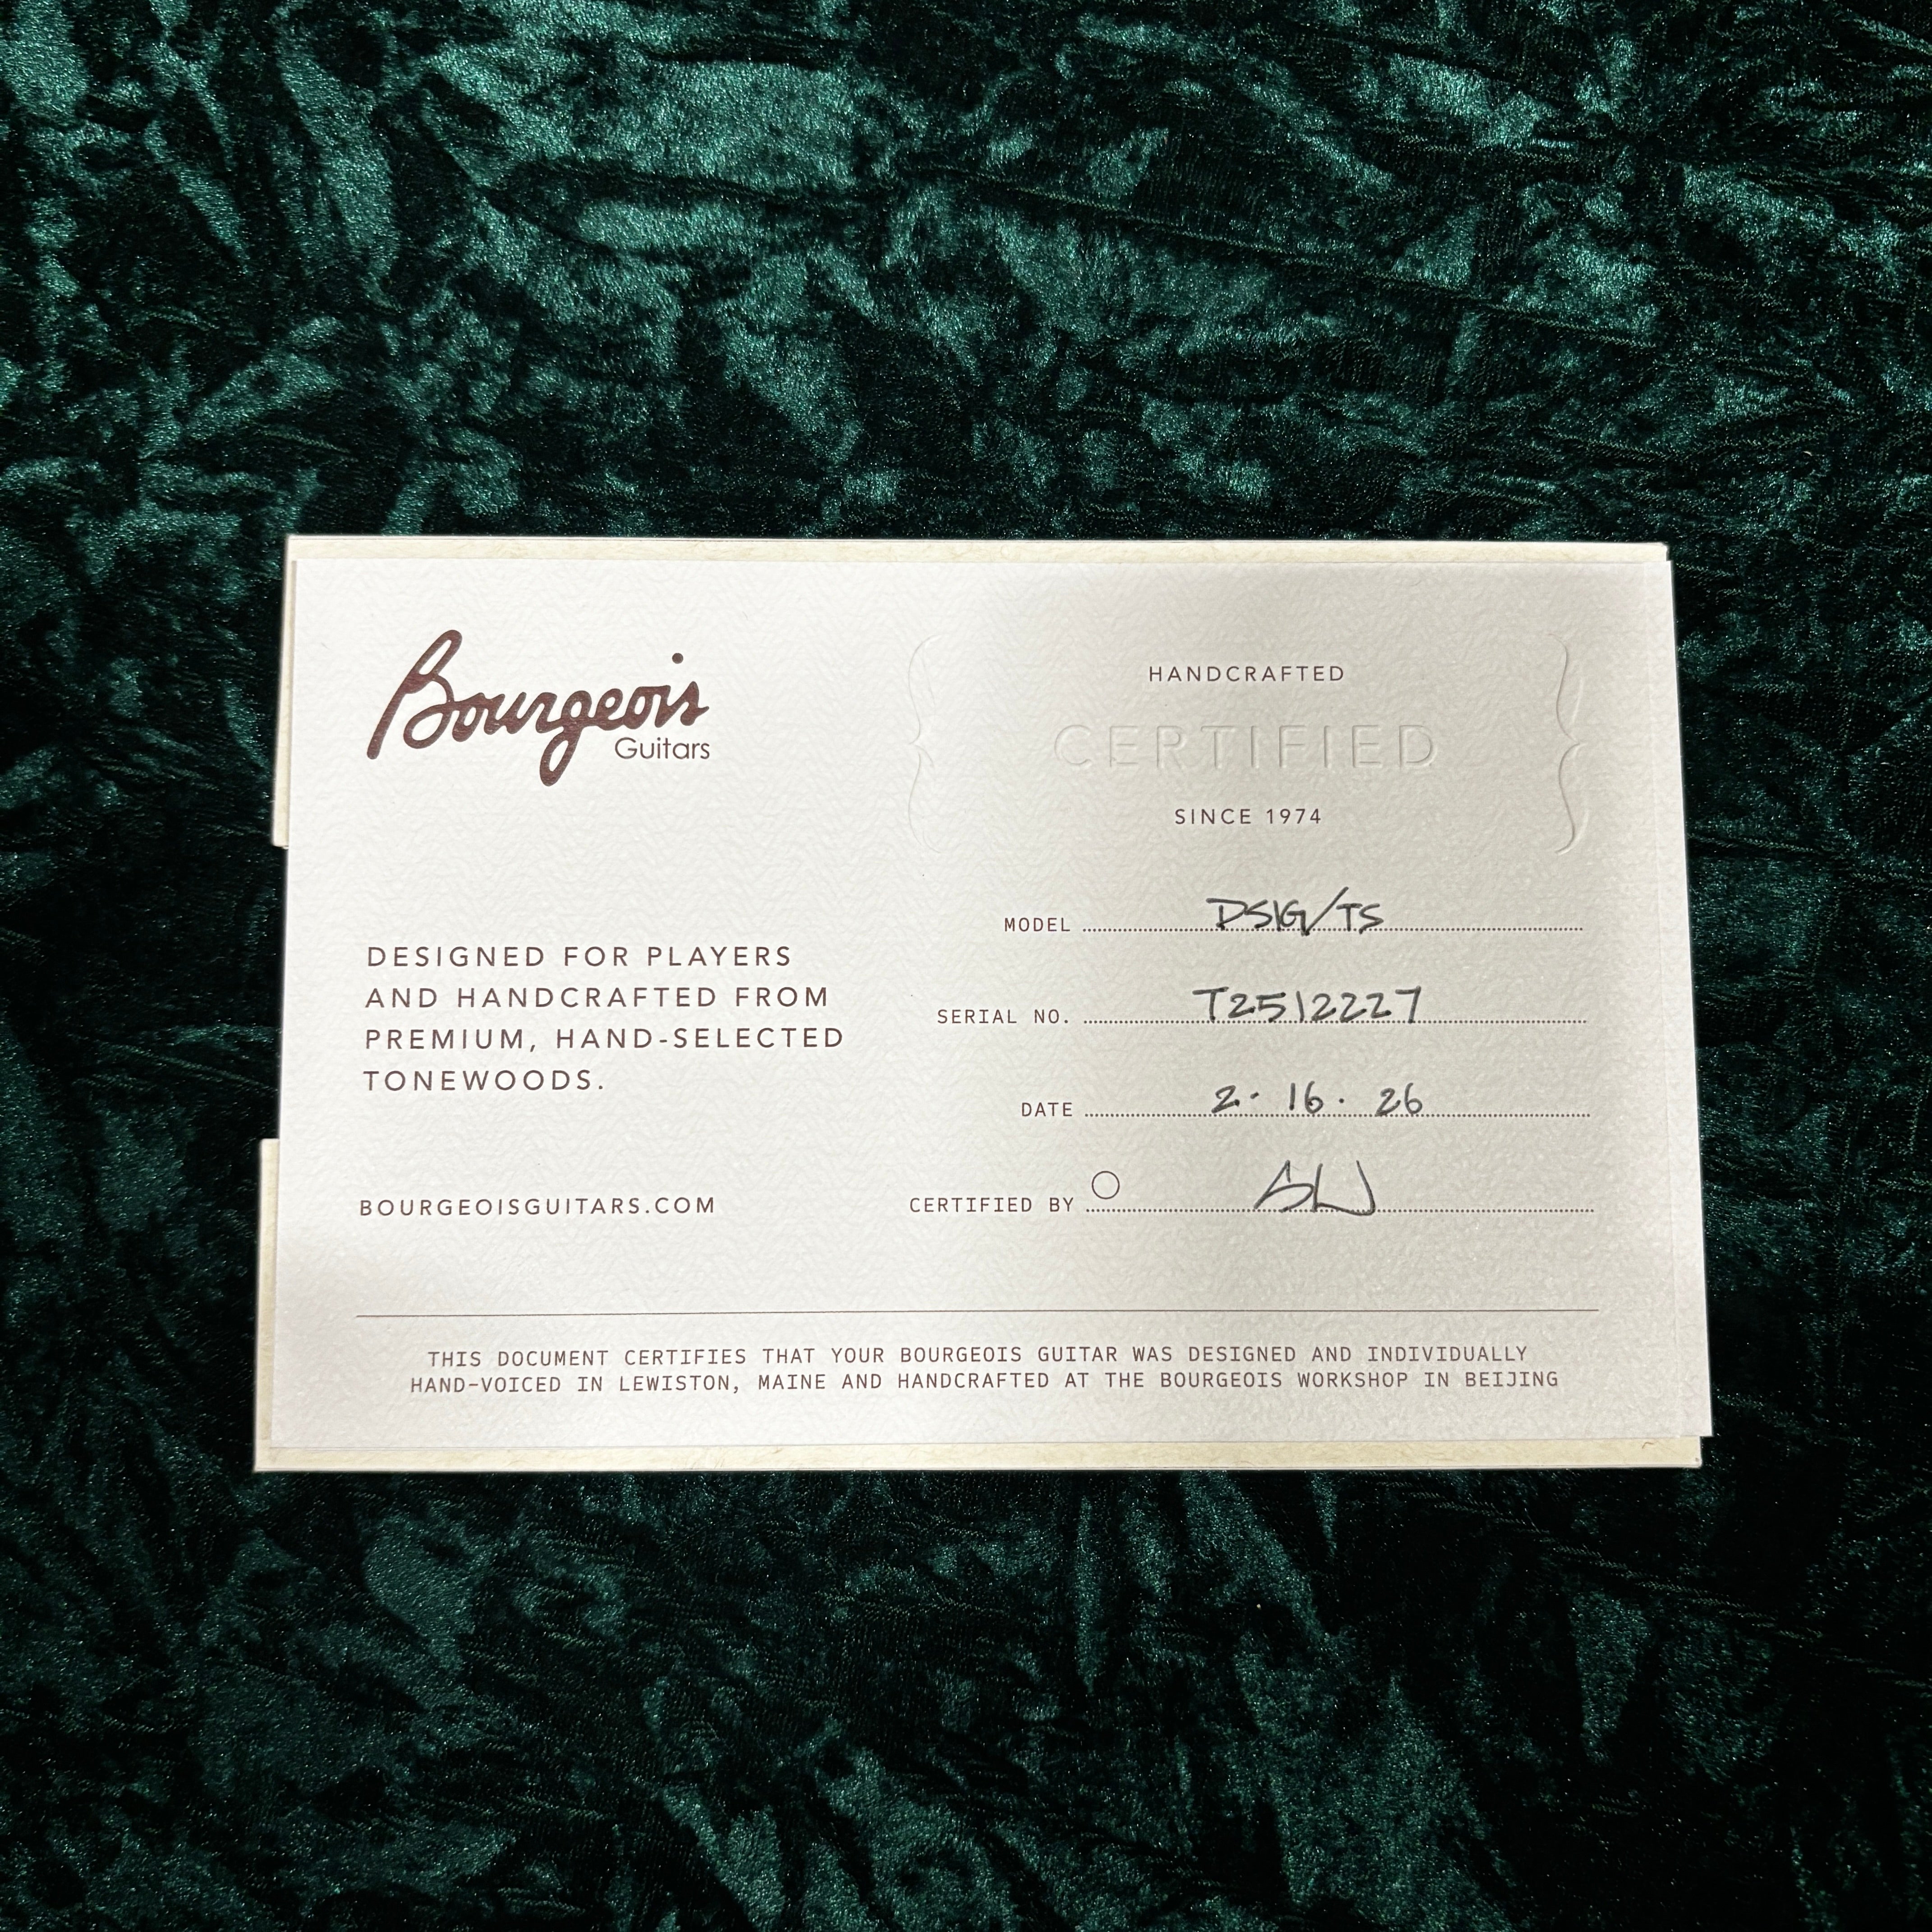 Bourgeois
Guitars
DESIGNED FOR PLAYERS
AND HANDCRAFTED FROM
PREMIUM, HAND-SELECTED
TONEWOODS.
BOURGEOISGUITARS.COM
HANDCRAFTED
CERTIFIED
SINCE 1974
MODEL DSIG/TS
SERIAL NO. T2512227
DATE 2·16·26
CERTIFIED BY
THIS DOCUMENT CERTIFIES THAT YOUR BOURGEOIS GUITAR WAS DESIGNED AND INDIVIDUALLY
HAND-VOICED IN LEWISTON, MAINE AND HANDCRAFTED AT THE BOURGEOIS WORKSHOP IN BEIJING